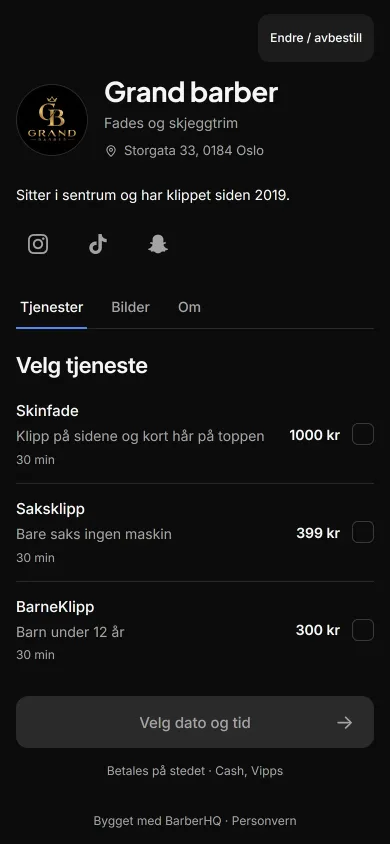 Endre / avbestill
Grand barber
GB
GRAND
BARBER
Fades og skjeggtrim
Storgata 33, 0184 Oslo
Sitter i sentrum og har klippet siden 2019.
Tjenester Bilder Om
Velg tjeneste
Skinfade
Klipp på sidene og kort hår på toppen
1000 kr
30 min
Saksklipp
Bare saks ingen maskin
399 kr
30 min
BarneKlipp
Barn under 12 år
300 kr
30 min
Velg dato og tid
Betales på stedet · Cash, Vipps
Bygget med BarberHQ · Personvern